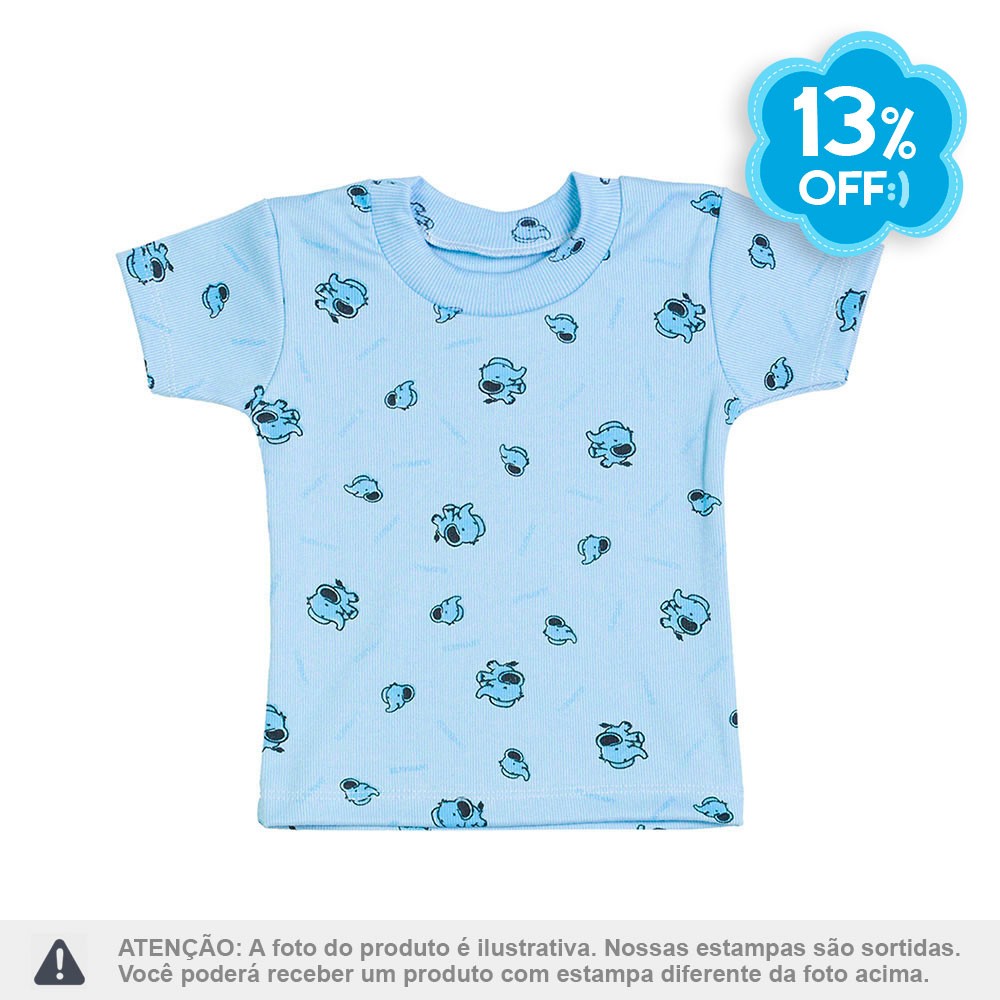 13%
OFF:)
ATENÇÃO: A foto do produto é ilustrativa. Nossas estampas são sortidas.
Você poderá receber um produto com estampa diferente da foto acima.